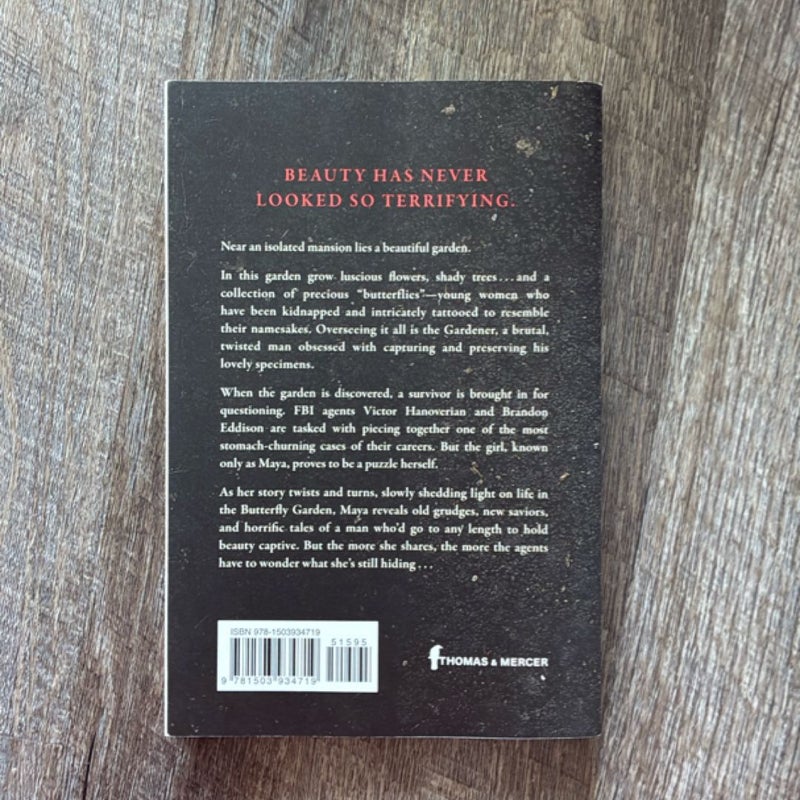 BEAUTY HAS NEVER
LOOKED SO TERRIFYING.
Near an isolated mansion lies a beautiful garden.
In this garden grow luscious flowers, shady trees . . . and a
collection of precious “butterflies”—young women who
have been kidnapped and intricately tattooed to resemble
their namesakes. Overseeing it all is the Gardener, a brutal,
twisted man obsessed with capturing and preserving his
lovely specimens.
When the garden is discovered, a survivor is brought in for
questioning. FBI agents Victor Hanoverian and Brandon
Eddison are tasked with piecing together one of the most
stomach-churning cases of their careers. But the girl, known
only as Maya, proves to be a puzzle herself.
As her story twists and turns, slowly shedding light on life in
the Butterfly Garden, Maya reveals old grudges, new saviors,
and horrific tales of a man who’d go to any length to hold
beauty captive. But the more she shares, the more the agents
have to wonder what she’s still hiding . . .
ISBN 978-1503934719
51595
9 781503 934719
THOMAS & MERCER